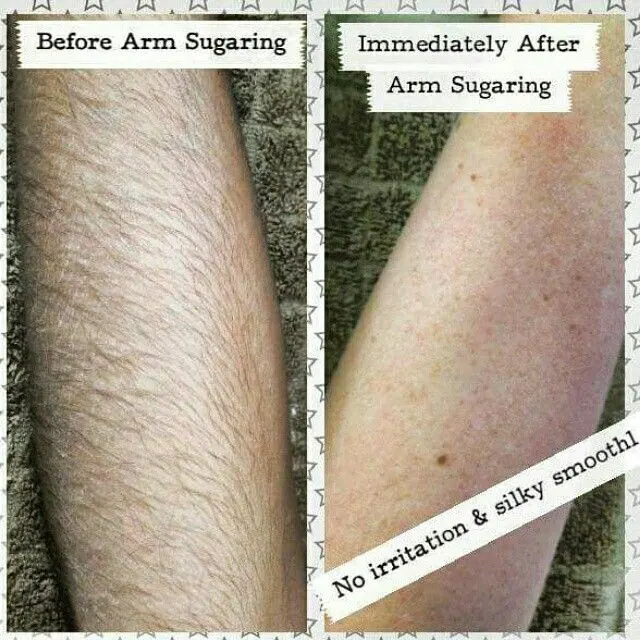 Before Arm Sugaring
Immediately After
Arm Sugaring
No irritation & silky smooth!